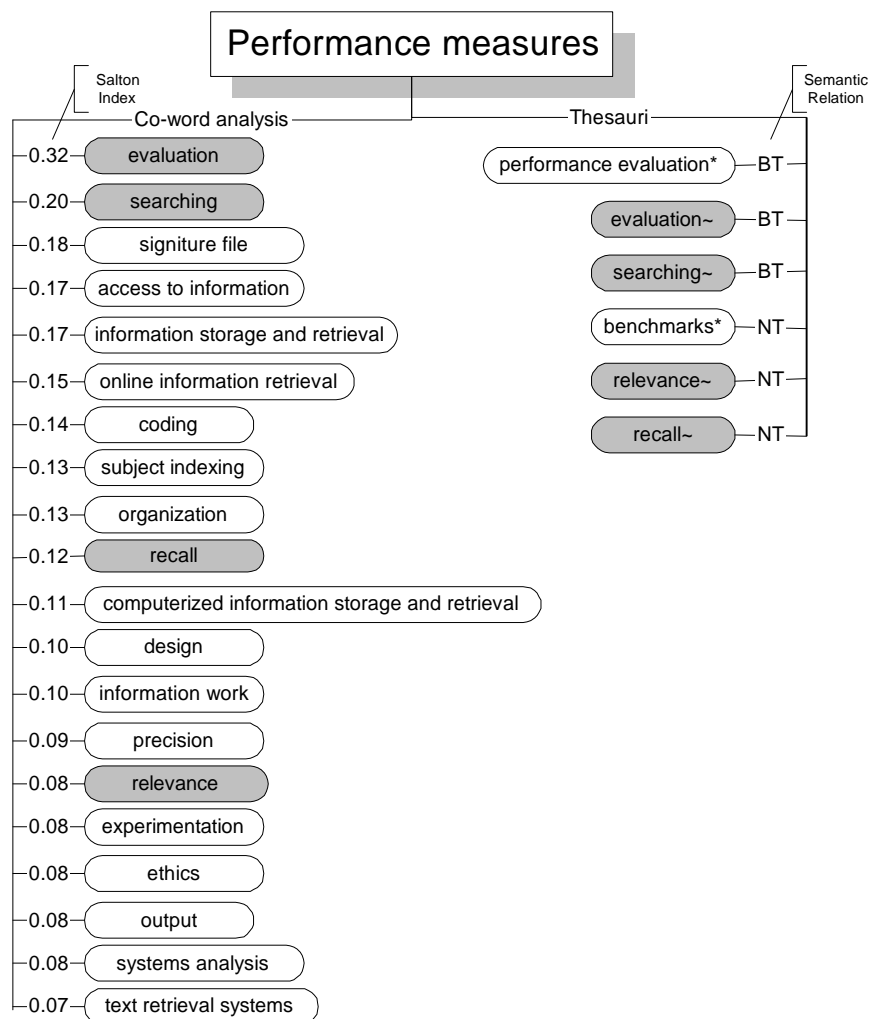 Performance measures
Salton
Index
Semantic
Relation
Co-word analysis
Thesauri
0.32 evaluation
0.20 searching
0.18 signiture file
0.17 access to information
0.17 information storage and retrieval
0.15 online information retrieval
0.14 coding
0.13 subject indexing
0.13 organization
0.12 recall
0.11 computerized information storage and retrieval
0.10 design
0.10 information work
0.09 precision
0.08 relevance
0.08 experimentation
0.08 ethics
0.08 output
0.08 systems analysis
0.07 text retrieval systems
performance evaluation* BT
evaluation~ BT
searching~ BT
benchmarks* NT
relevance~ NT
recall~ NT